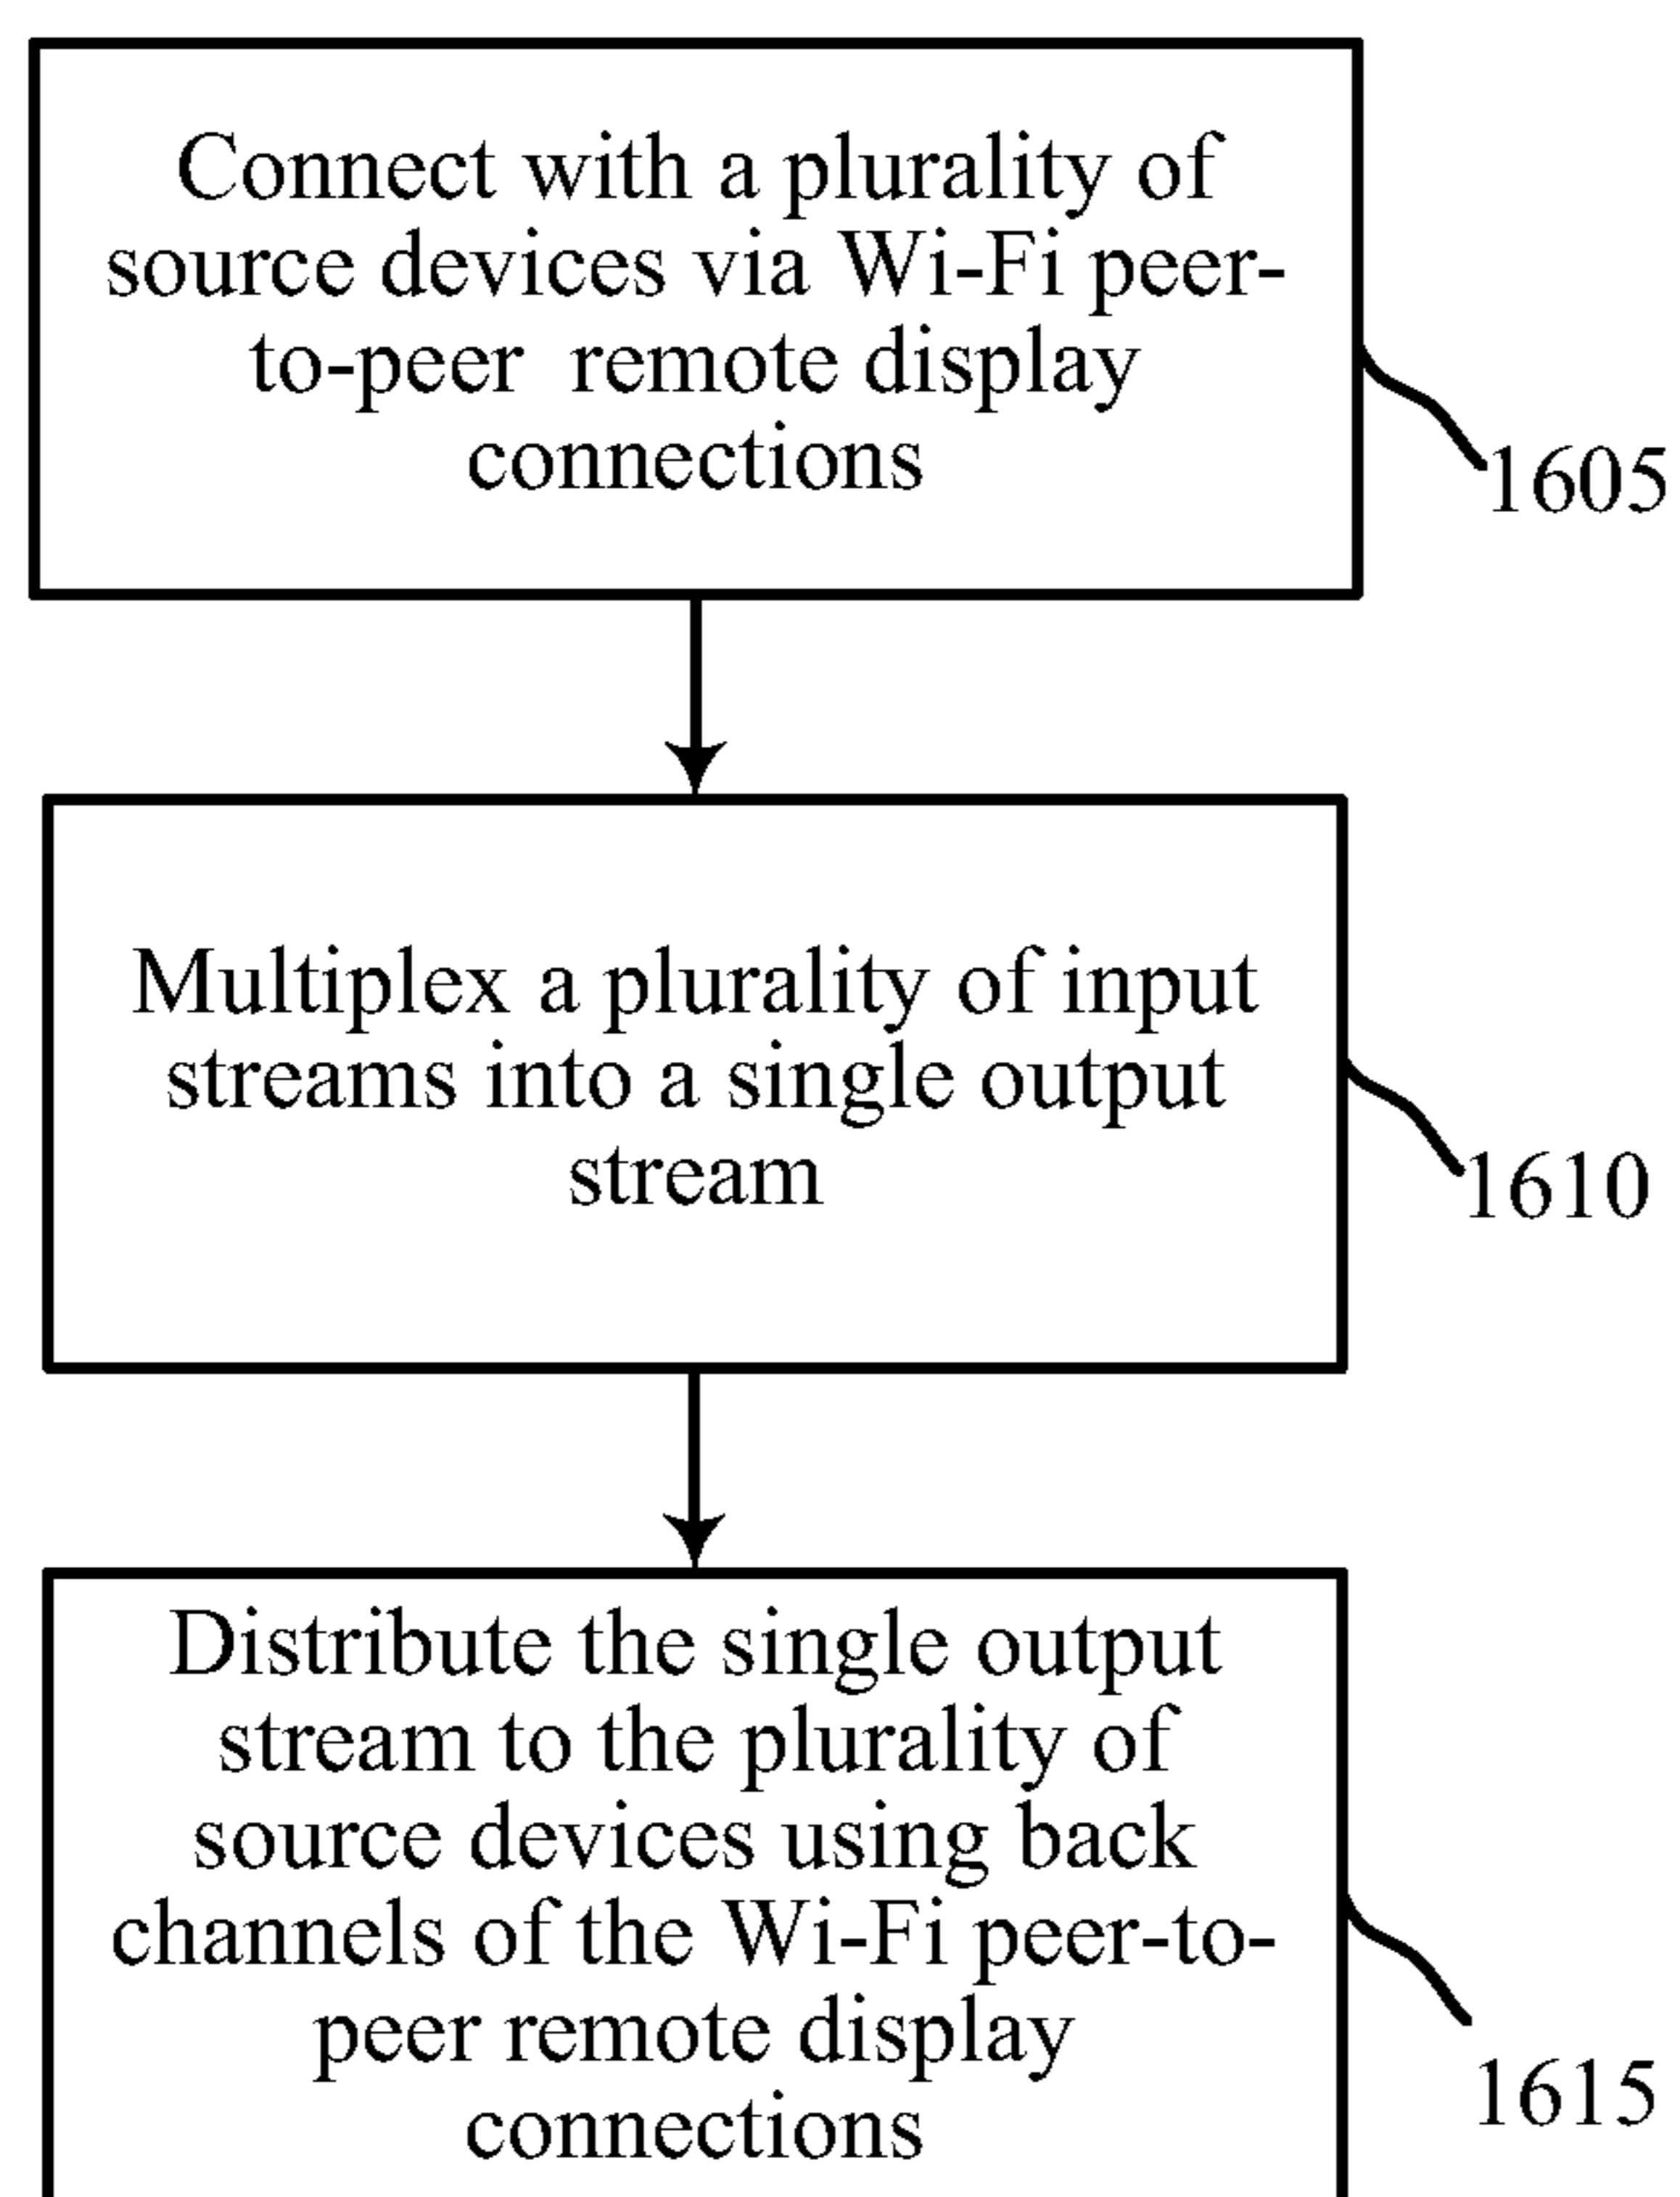 Connect with a plurality of
source devices via Wi-Fi peer-
to-peer remote display
connections
1605
Multiplex a plurality of input
streams into a single output
stream
1610
Distribute the single output
stream to the plurality of
source devices using back
channels of the Wi-Fi peer-to-
peer remote display
connections
1615